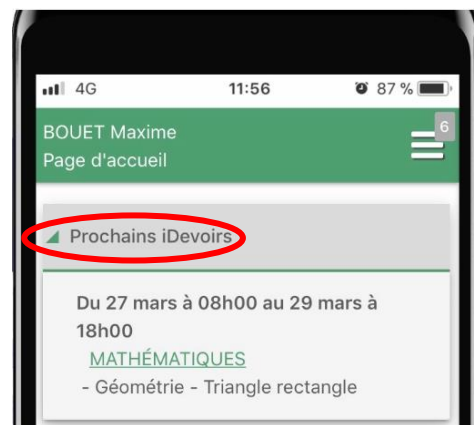 4G 11:56 87 %
BOUET Maxime 6
Page d'accueil
Prochains iDevoirs
Du 27 mars à 08h00 au 29 mars à
18h00
MATHÉMATIQUES
- Géométrie - Triangle rectangle